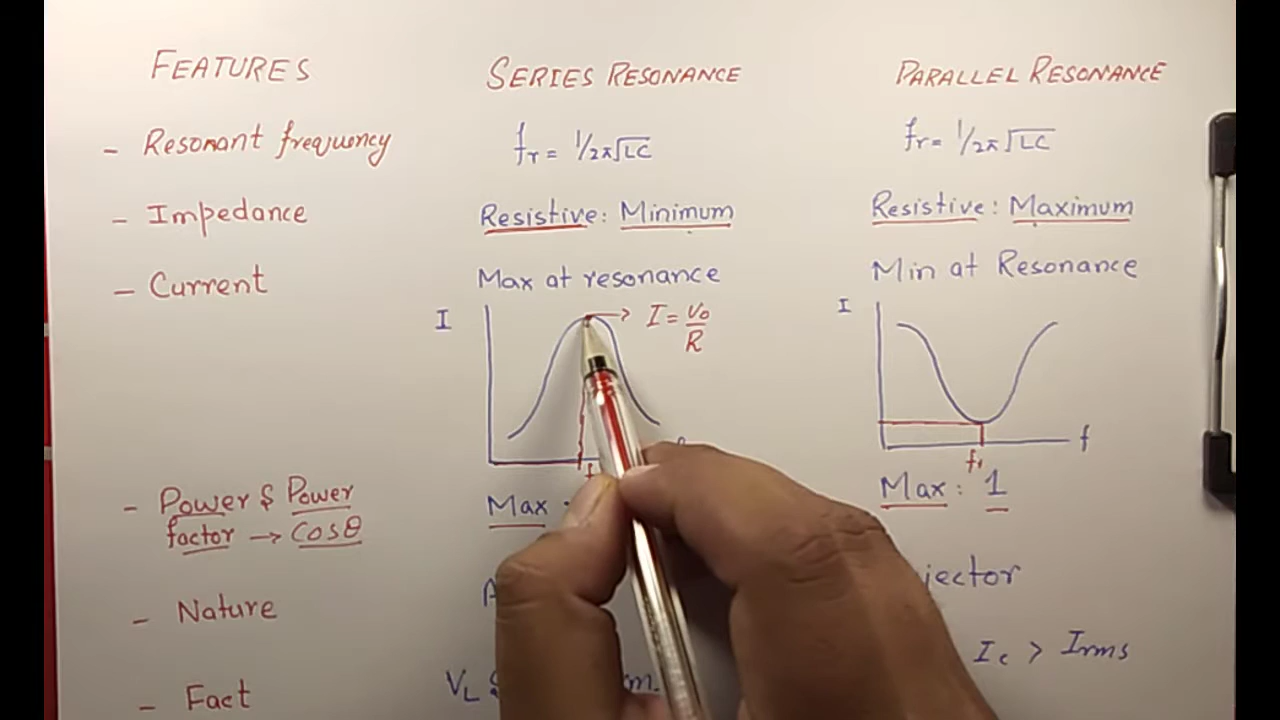 FEATURES SERIES RESONANCE PARALLEL RESONANCE
- Resonant frequency fr = 1/2π√LC fr = 1/2π√LC
- Impedance Resistive: Minimum Resistive: Maximum
- Current Max at resonance Min at Resonance
I I = Vo/R I
f
fr
- Power & Power Max Max: 1
factor → Cosθ
- Nature
- Fact VL Ic > Irms